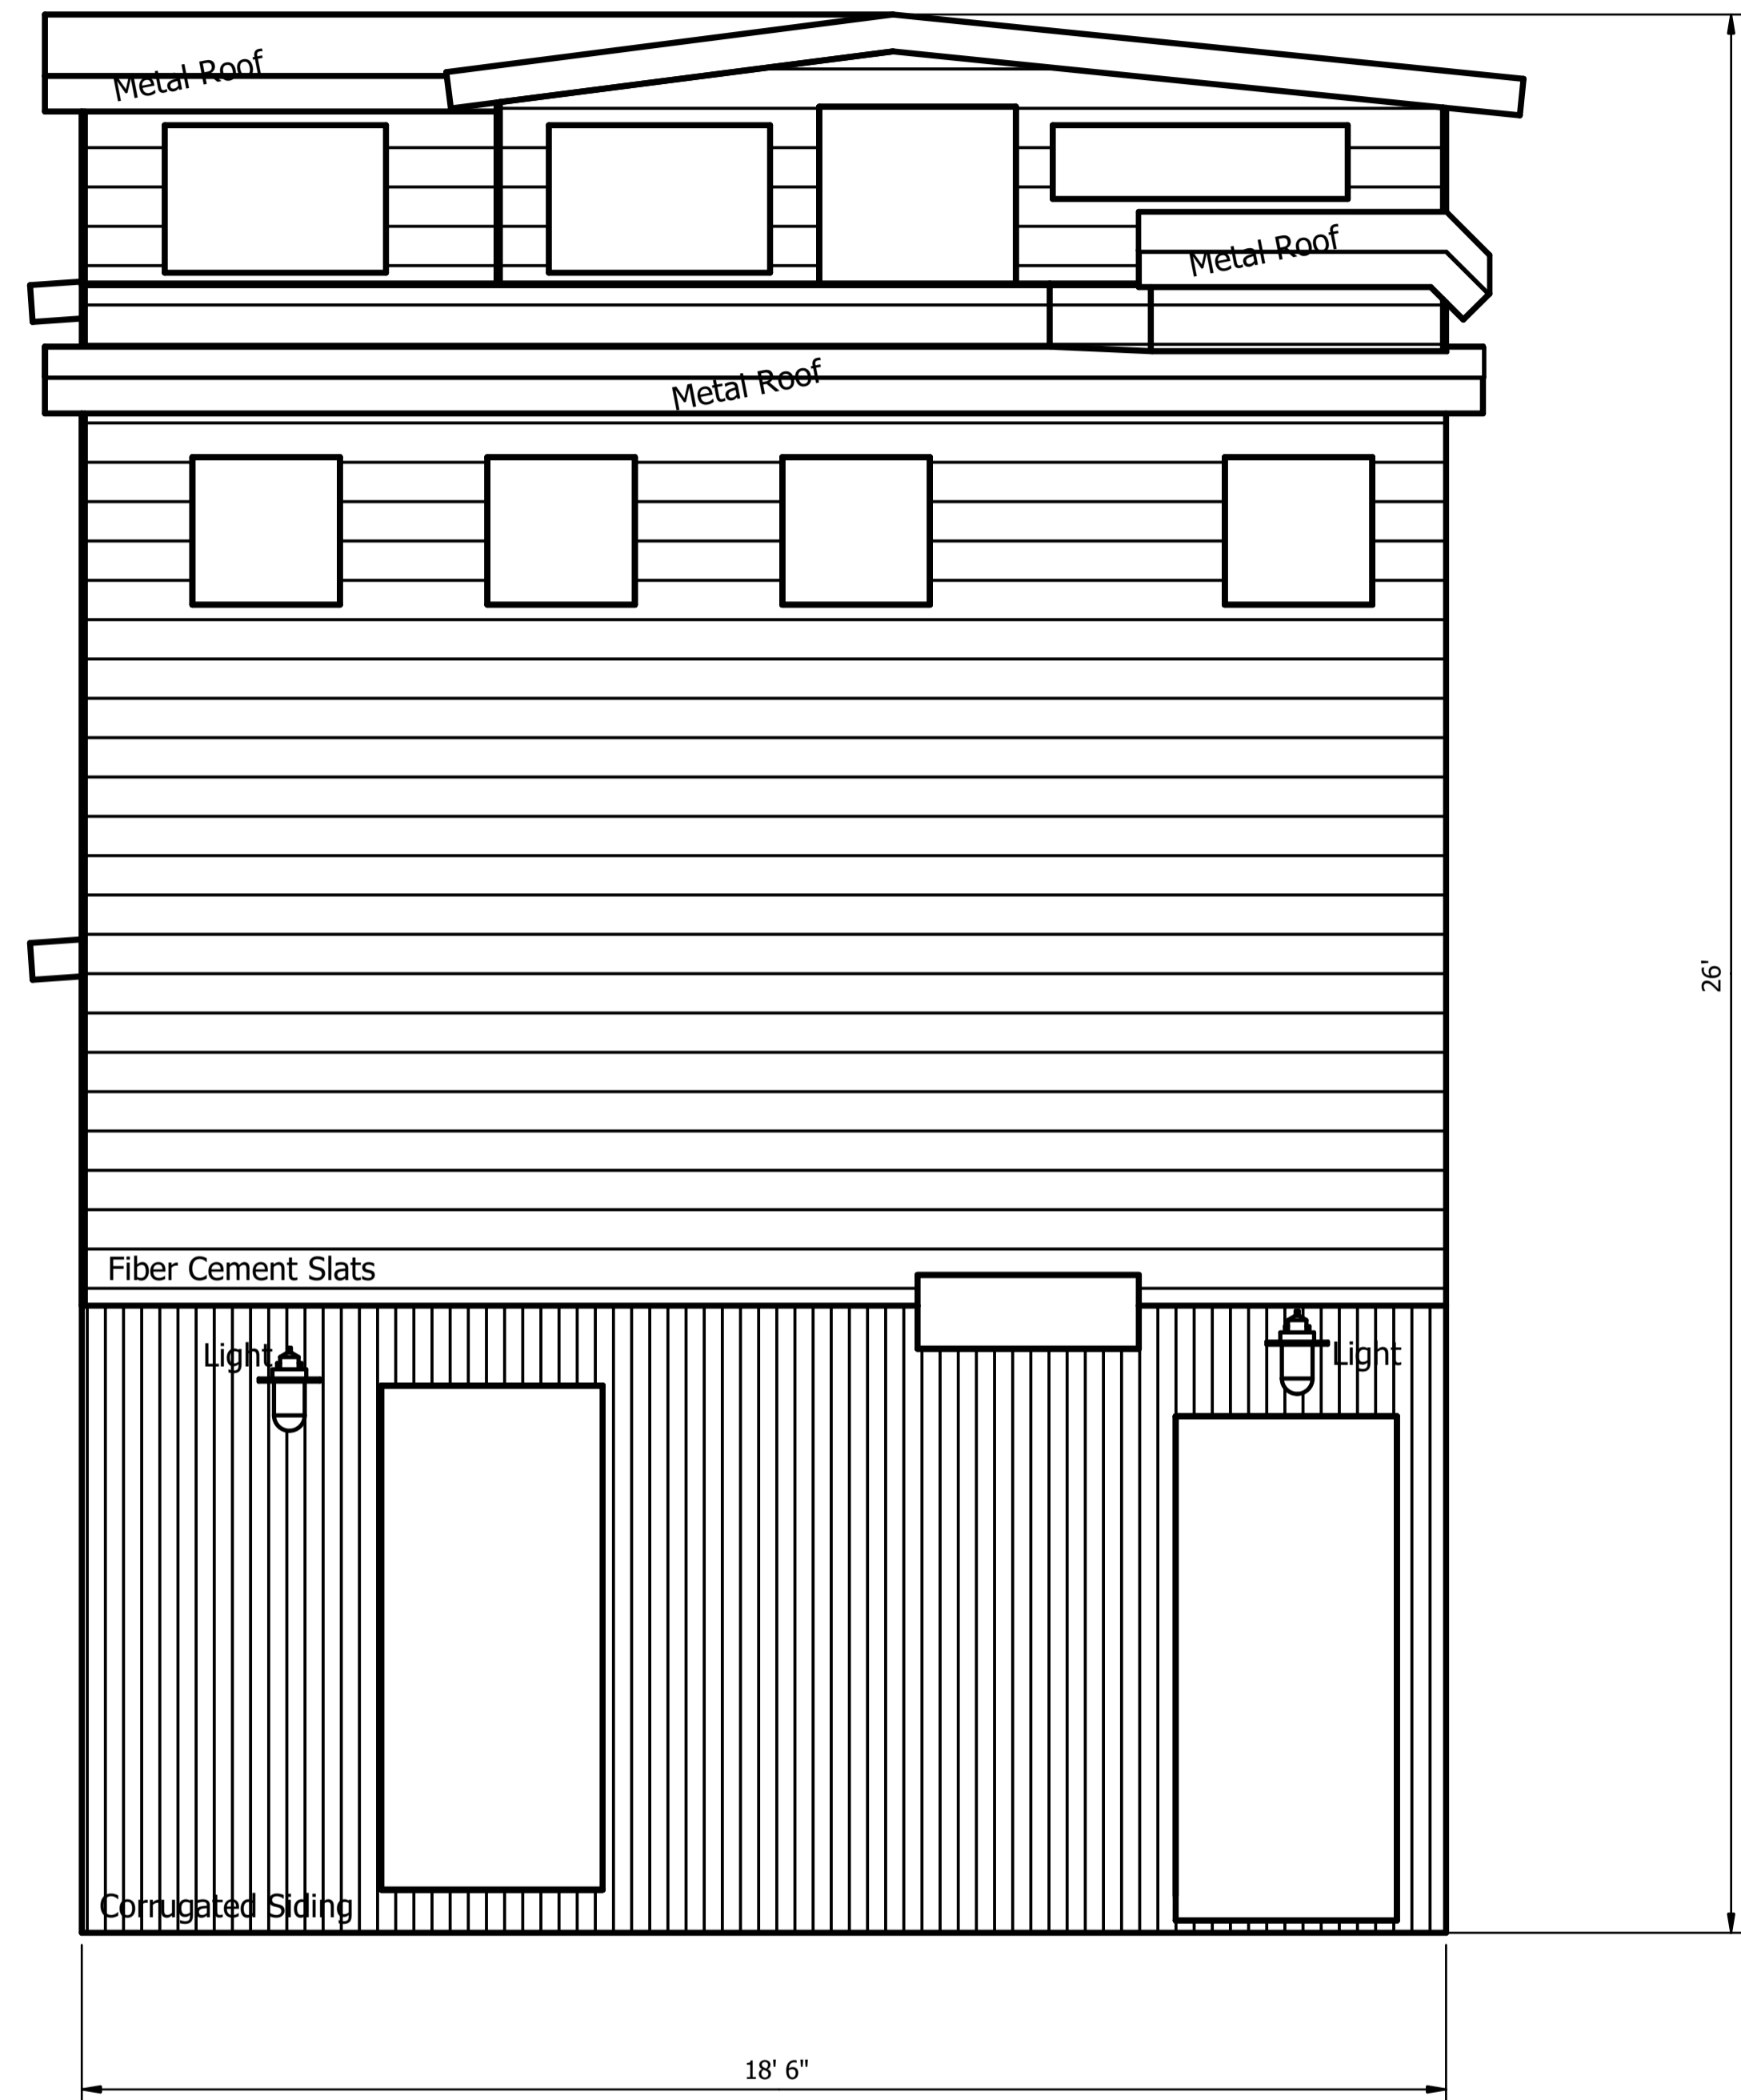 Metal Roof
Metal Roof
Metal Roof
26'
Fiber Cement Slats
Light
Light
Corrugated Siding
18' 6"